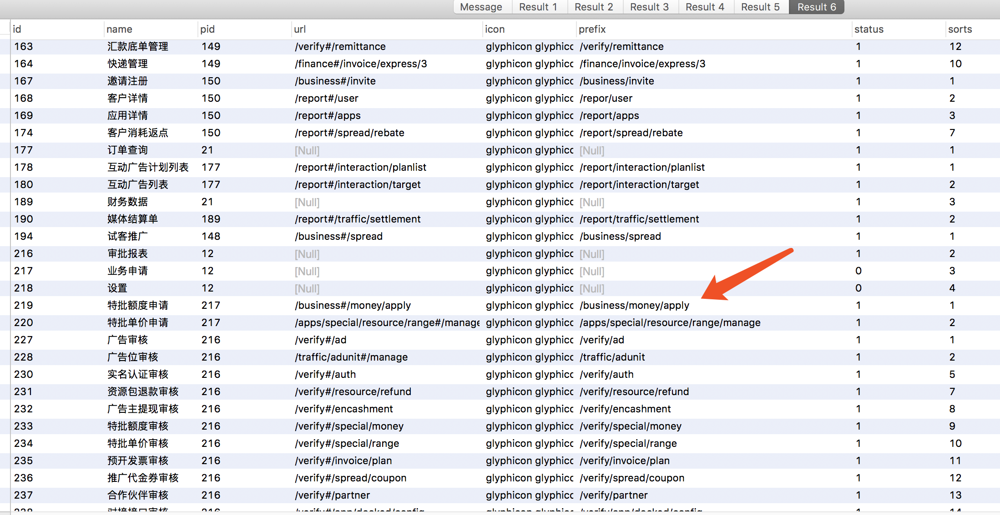 Message Result 1 Result 2 Result 3 Result 4 Result 5 Result 6
id name pid url icon prefix status sorts
163 汇款底单管理 149 /verify#/remittance glyphicon glyphicc /verify/remittance 1 12
164 快递管理 149 /finance#/invoice/express/3 glyphicon glyphicc /finance/invoice/express/3 1 10
167 邀请注册 150 /business#/invite glyphicon glyphicc /business/invite 1 1
168 客户详情 150 /report#/user glyphicon glyphicc /repor/user 1 2
169 应用详情 150 /report#/apps glyphicon glyphicc /report/apps 1 3
174 客户消耗返点 150 /report#/spread/rebate glyphicon glyphicc /report/spread/rebate 1 7
177 订单查询 21 [Null] glyphicon glyphicc [Null] 1 1
178 互动广告计划列表 177 /report#/interaction/planlist glyphicon glyphicc /report/interaction/planlist 1 1
180 互动广告列表 177 /report#/interaction/target glyphicon glyphicc /report/interaction/target 1 2
189 财务数据 21 [Null] glyphicon glyphicc [Null] 1 3
190 媒体结算单 189 /report#/traffic/settlement glyphicon glyphicc /report/traffic/settlement 1 2
194 试客推广 148 /business#/spread glyphicon glyphicc /business/spread 1 1
216 审批报表 12 [Null] glyphicon glyphicc [Null] 1 2
217 业务申请 12 [Null] glyphicon glyphicc [Null] 0 3
218 设置 12 [Null] glyphicon glyphicc [Null] 0 4
219 特批额度申请 217 /business#/money/apply glyphicon glyphicc /business/money/apply 1 1
220 特批单价申请 217 /apps/special/resource/range#/manage glyphicon glyphicc /apps/special/resource/range/manage 1 2
227 广告审核 216 /verify#/ad glyphicon glyphicc /verify/ad 1 1
228 广告位审核 216 /traffic/adunit#/manage glyphicon glyphicc /traffic/adunit 1 2
230 实名认证审核 216 /verify#/auth glyphicon glyphicc /verify/auth 1 5
231 资源包退款审核 216 /verify#/resource/refund glyphicon glyphicc /verify/resource/refund 1 7
232 广告主提现审核 216 /verify#/encashment glyphicon glyphicc /verify/encashment 1 8
233 特批额度审核 216 /verify#/special/money glyphicon glyphicc /verify/special/money 1 9
234 特批单价审核 216 /verify#/special/range glyphicon glyphicc /verify/special/range 1 10
235 预开发票审核 216 /verify#/invoice/plan glyphicon glyphicc /verify/invoice/plan 1 11
236 推广代金券审核 216 /verify#/spread/coupon glyphicon glyphicc /verify/spread/coupon 1 12
237 合作伙伴审核 216 /verify#/partner glyphicon glyphicc /verify/partner 1 13
238 对接接口审核 216 /verify#/app/docked/config glyphicon glyphicc /verify/app/docked/config 1 14